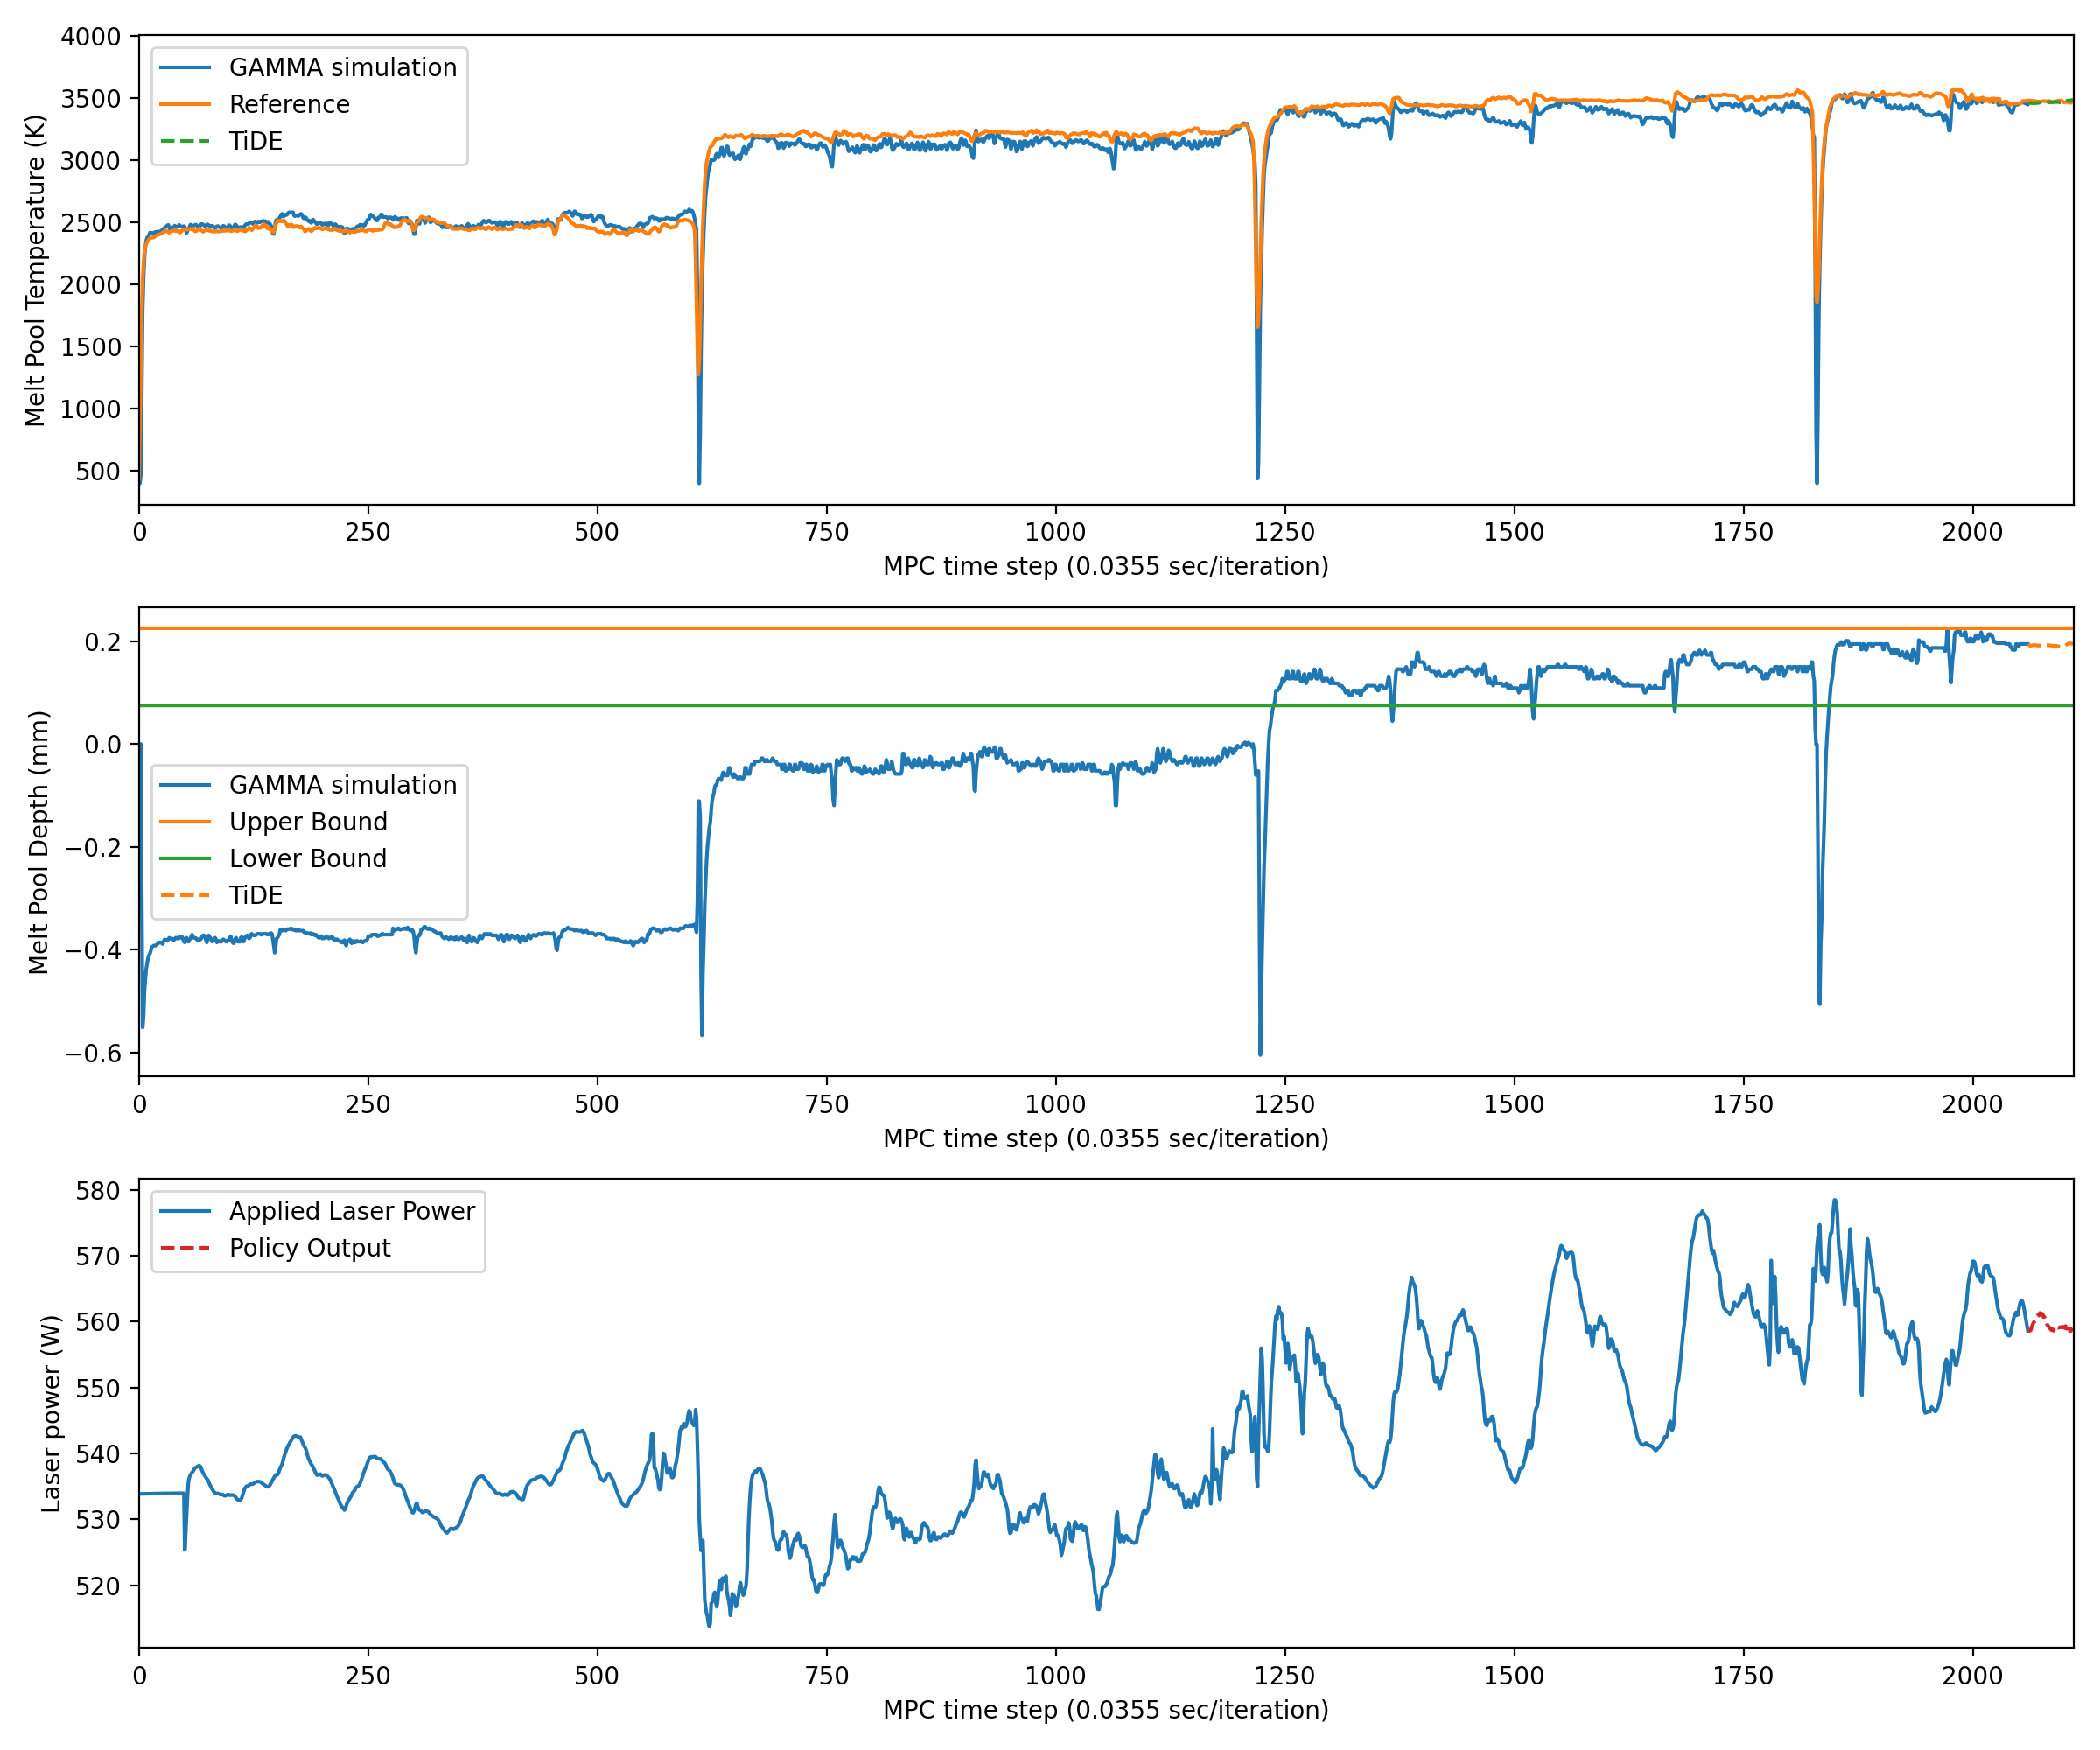 4000
3500
3000
2500
2000
1500
1000
500
Melt Pool Temperature (K)
GAMMA simulation
Reference
TiDE
0 250 500 750 1000 1250 1500 1750 2000
MPC time step (0.0355 sec/iteration)
0.2
0.0
−0.2
−0.4
−0.6
Melt Pool Depth (mm)
GAMMA simulation
Upper Bound
Lower Bound
TiDE
0 250 500 750 1000 1250 1500 1750 2000
MPC time step (0.0355 sec/iteration)
580
570
560
550
540
530
520
Laser power (W)
Applied Laser Power
Policy Output
0 250 500 750 1000 1250 1500 1750 2000
MPC time step (0.0355 sec/iteration)